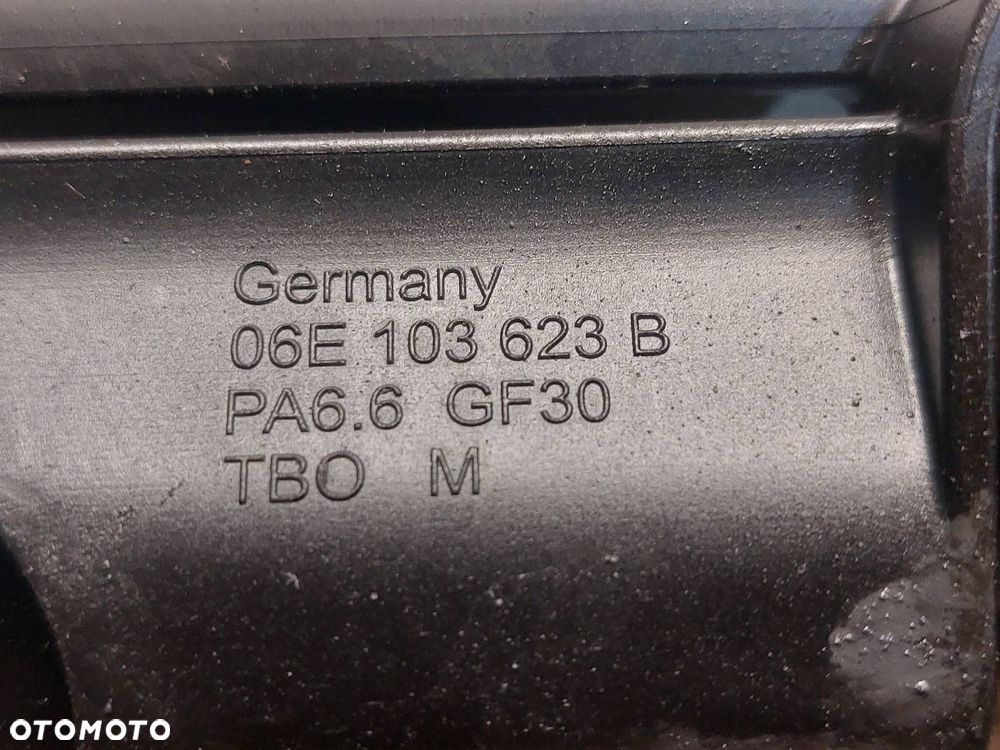 Germany
06E 103 623 B
PA6.6 GF30
TBO M
OTOMOTO